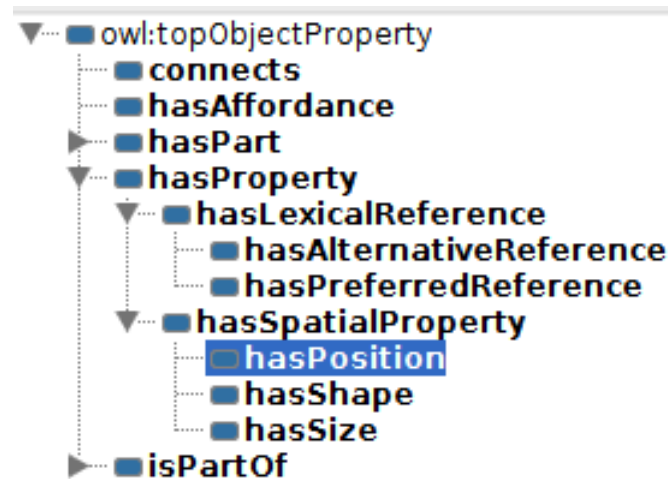 owl:topObjectProperty
connects
hasAffordance
hasPart
hasProperty
hasLexicalReference
hasAlternativeReference
hasPreferredReference
hasSpatialProperty
hasPosition
hasShape
hasSize
isPartOf